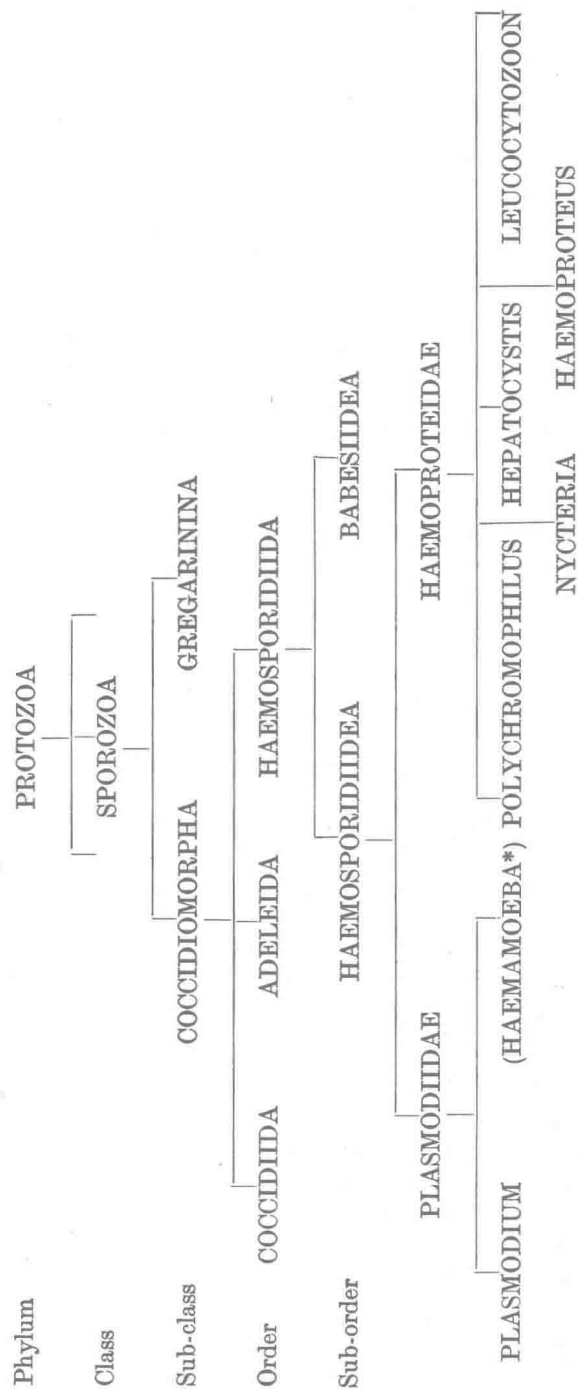 Phylum PROTOZOA
Class SPOROZOA
Sub-class COCCIDIOMORPHA GREGARININA
Order COCCIDIIDA ADELEIDA HAEMOSPORIDIIDA
Sub-order HAEMOSPORIDIIDEA BABESIIDEA
PLASMODIIDAE HAEMOPROTEIDAE
PLASMODIUM (HAEMAMOEBA*) POLYCHROMOPHILUS HEPATOCYSTIS LEUCOCYTOZOON
NYCTERIA HAEMOPROTEUS